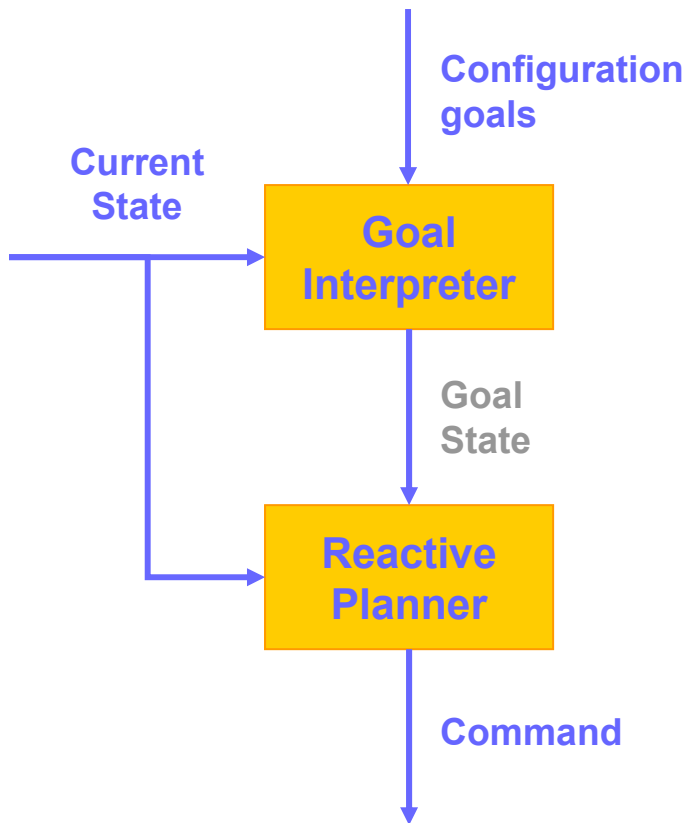 Configuration
goals
Current
State
Goal
Interpreter
Goal
State
Reactive
Planner
Command